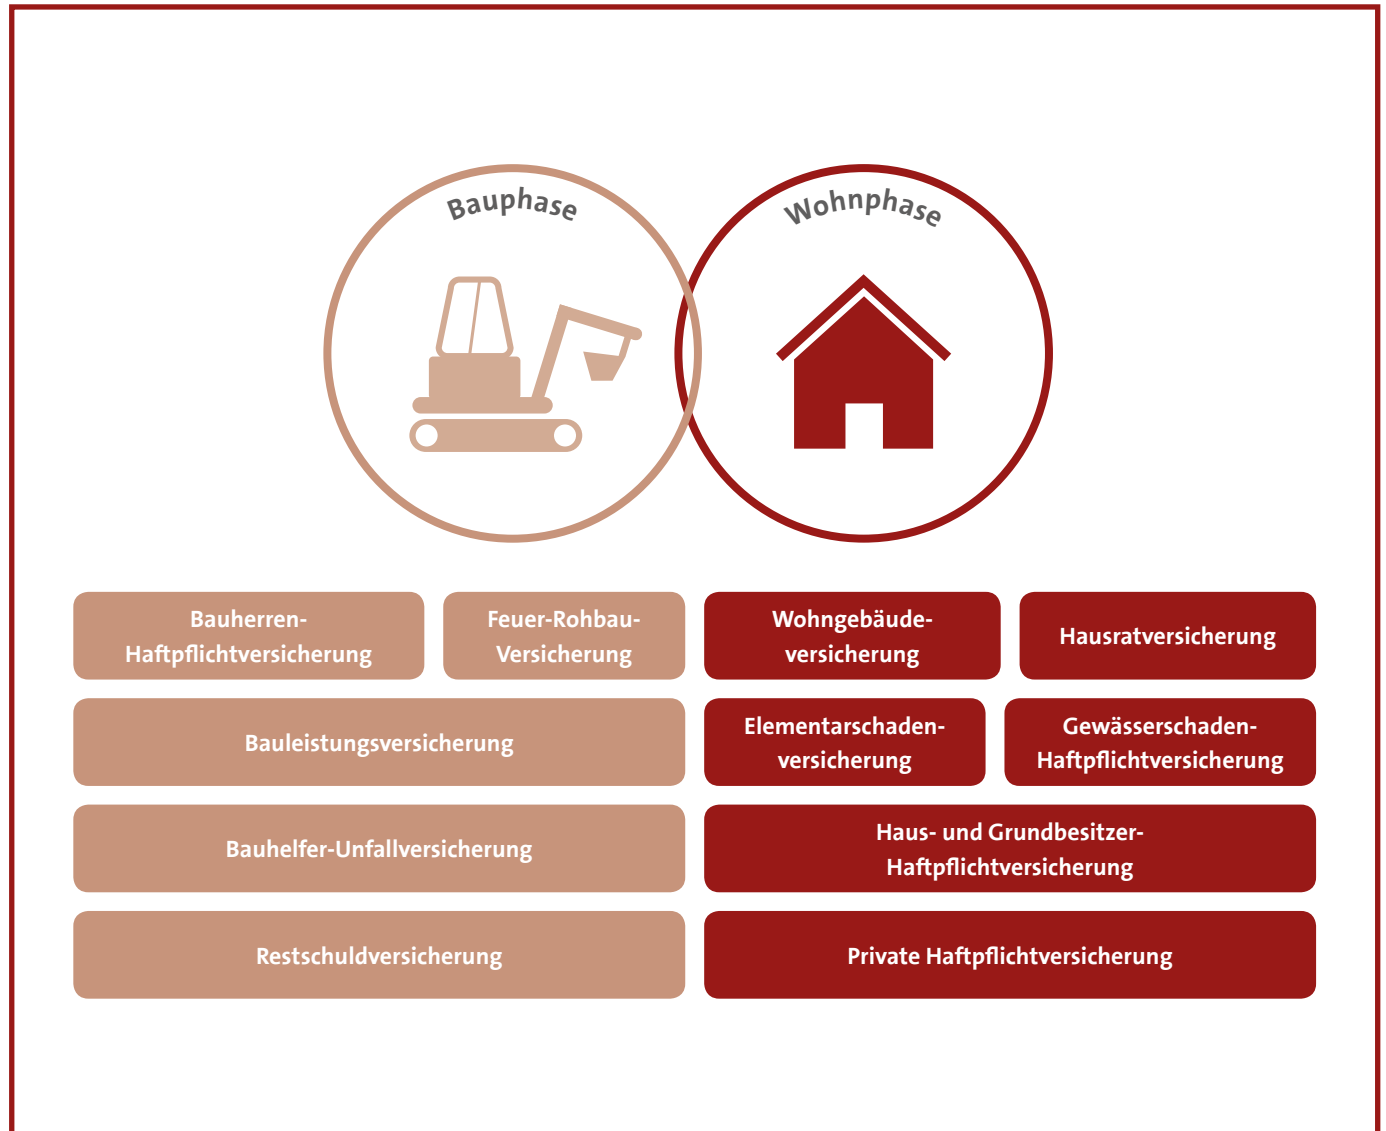 Bauphase
Wohnphase
Bauherren-
Haftpflichtversicherung
Feuer-Rohbau-
Versicherung
Wohngebäude-
versicherung
Hausratversicherung
Bauleistungsversicherung
Elementarschaden-
versicherung
Gewässerschaden-
Haftpflichtversicherung
Bauhelfer-Unfallversicherung
Haus- und Grundbesitzer-
Haftpflichtversicherung
Restschuldversicherung
Private Haftpflichtversicherung